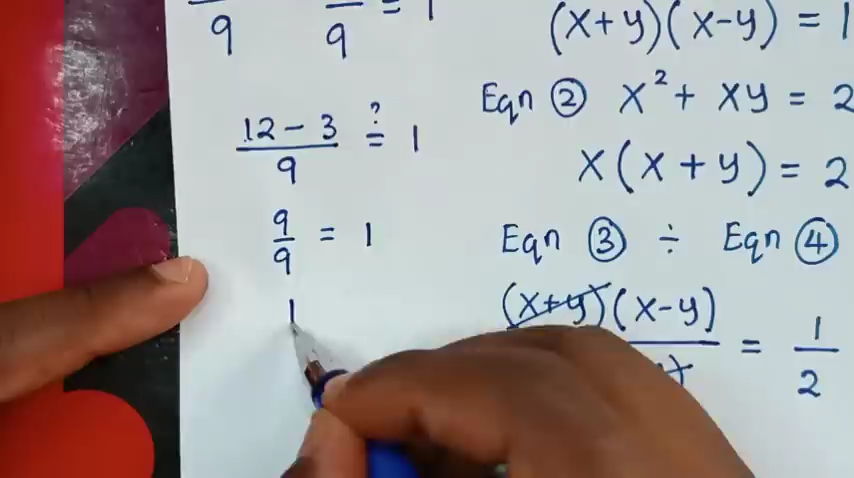 9 9 = 1
12 - 3 / 9 ?= 1
9/9 = 1
1
(x+y)(x-y) = 1
Eqn ② x² + xy = 2
x(x+y) = 2
Eqn ③ ÷ Eqn ④
(x+y)(x-y) / = 1/2